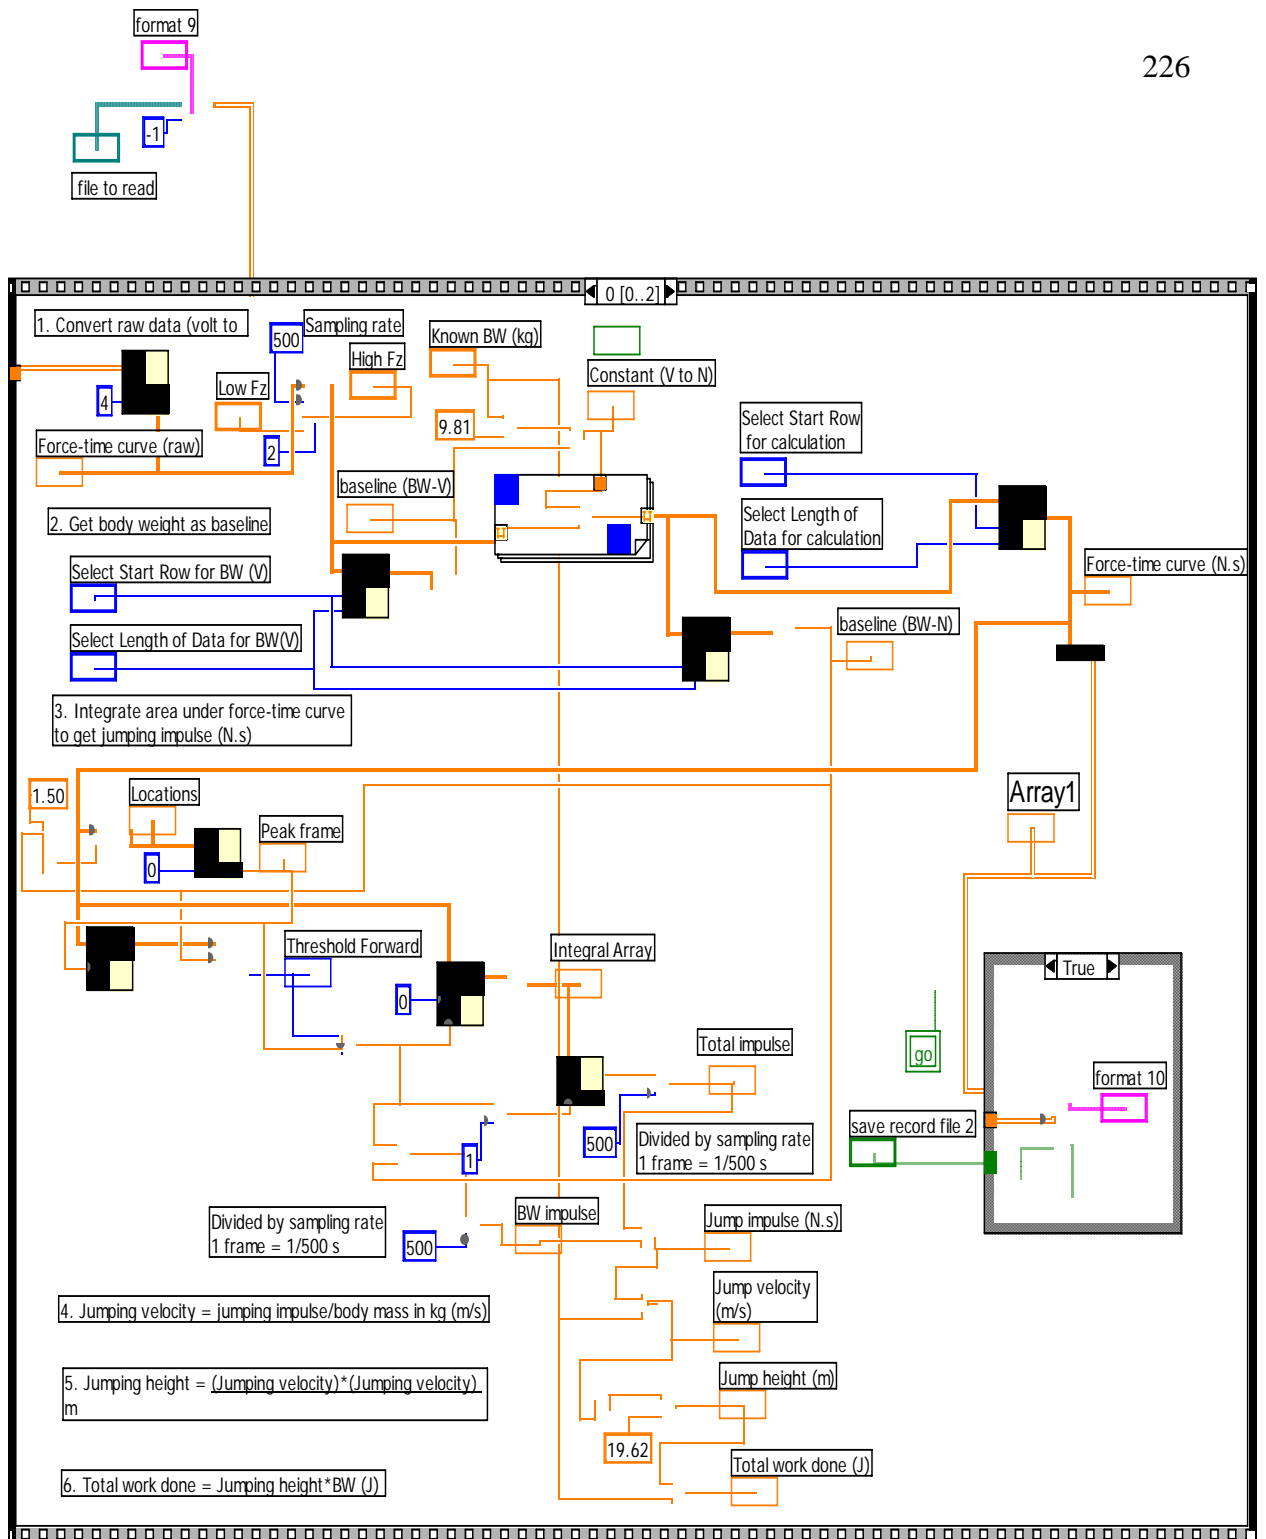 format 9
226
-1
file to read
0 [0..2]
1. Convert raw data (volt to
500
Sampling rate
Known BW (kg)
High Fz
Constant (V to N)
Low Fz
4
9.81
Select Start Row
for calculation
Force-time curve (raw)
2
baseline (BW-V)
2. Get body weight as baseline
Select Length of
Data for calculation
Select Start Row for BW (V)
Force-time curve (N.s)
Select Length of Data for BW(V)
baseline (BW-N)
3. Integrate area under force-time curve
to get jumping impulse (N.s)
1.50
Locations
Array1
Peak frame
0
Threshold Forward
Integral Array
True
0
Total impulse
go
format 10
save record file 2
500
Divided by sampling rate
1 frame = 1/500 s
1
BW impulse
Jump impulse (N.s)
Divided by sampling rate
1 frame = 1/500 s
500
Jump velocity
(m/s)
4. Jumping velocity = jumping impulse/body mass in kg (m/s)
Jump height (m)
5. Jumping height = (Jumping velocity)*(Jumping velocity)
m
19.62
Total work done (J)
6. Total work done = Jumping height*BW (J)